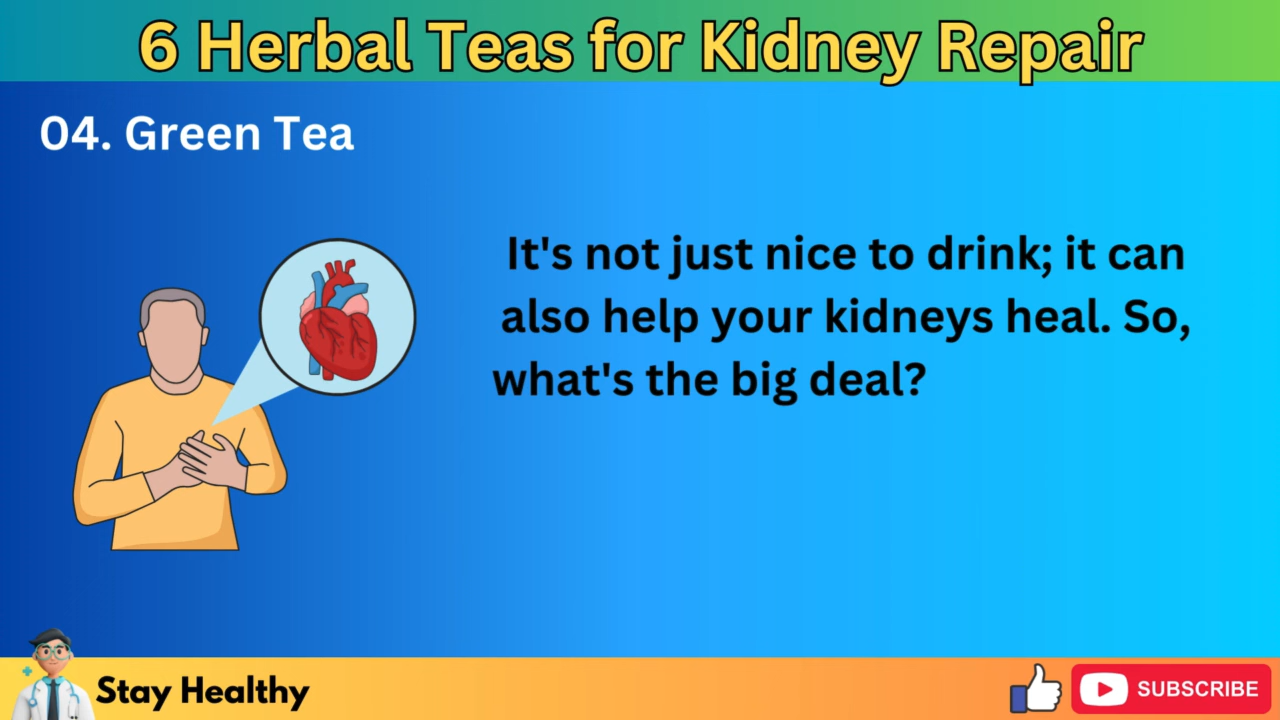 6 Herbal Teas for Kidney Repair
04. Green Tea
It's not just nice to drink; it can
also help your kidneys heal. So,
what's the big deal?
Stay Healthy
SUBSCRIBE